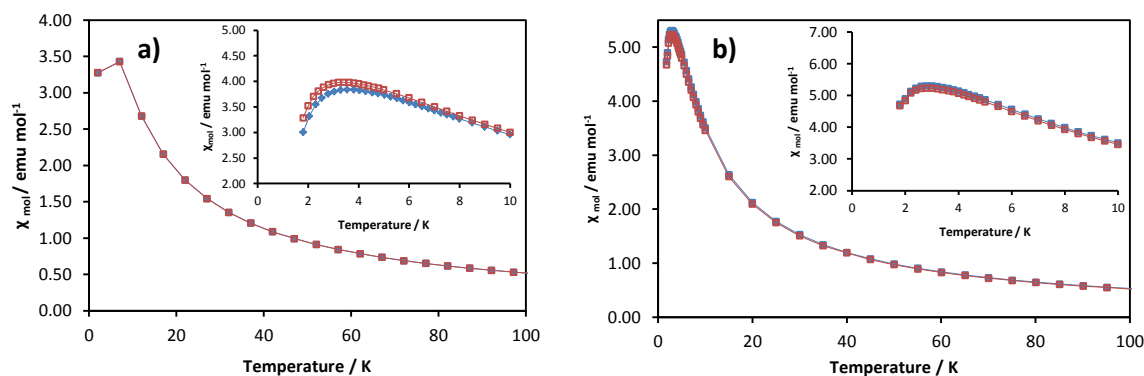 a)
4.00
3.50
3.00
2.50
2.00
1.50
1.00
0.50
0.00
χ mol / emu mol-1
0 20 40 60 80 100
Temperature / K
5.00
4.50
4.00
3.50
3.00
2.50
2.00
χmol / emu mol-1
0 2 4 6 8 10
Temperature / K
b)
5.00
4.00
3.00
2.00
1.00
0.00
χ mol / emu mol-1
0 20 40 60 80 100
Temperature / K
7.00
6.00
5.00
4.00
3.00
2.00
χ mol / emu mol-1
0 2 4 6 8 10
Temperature / K